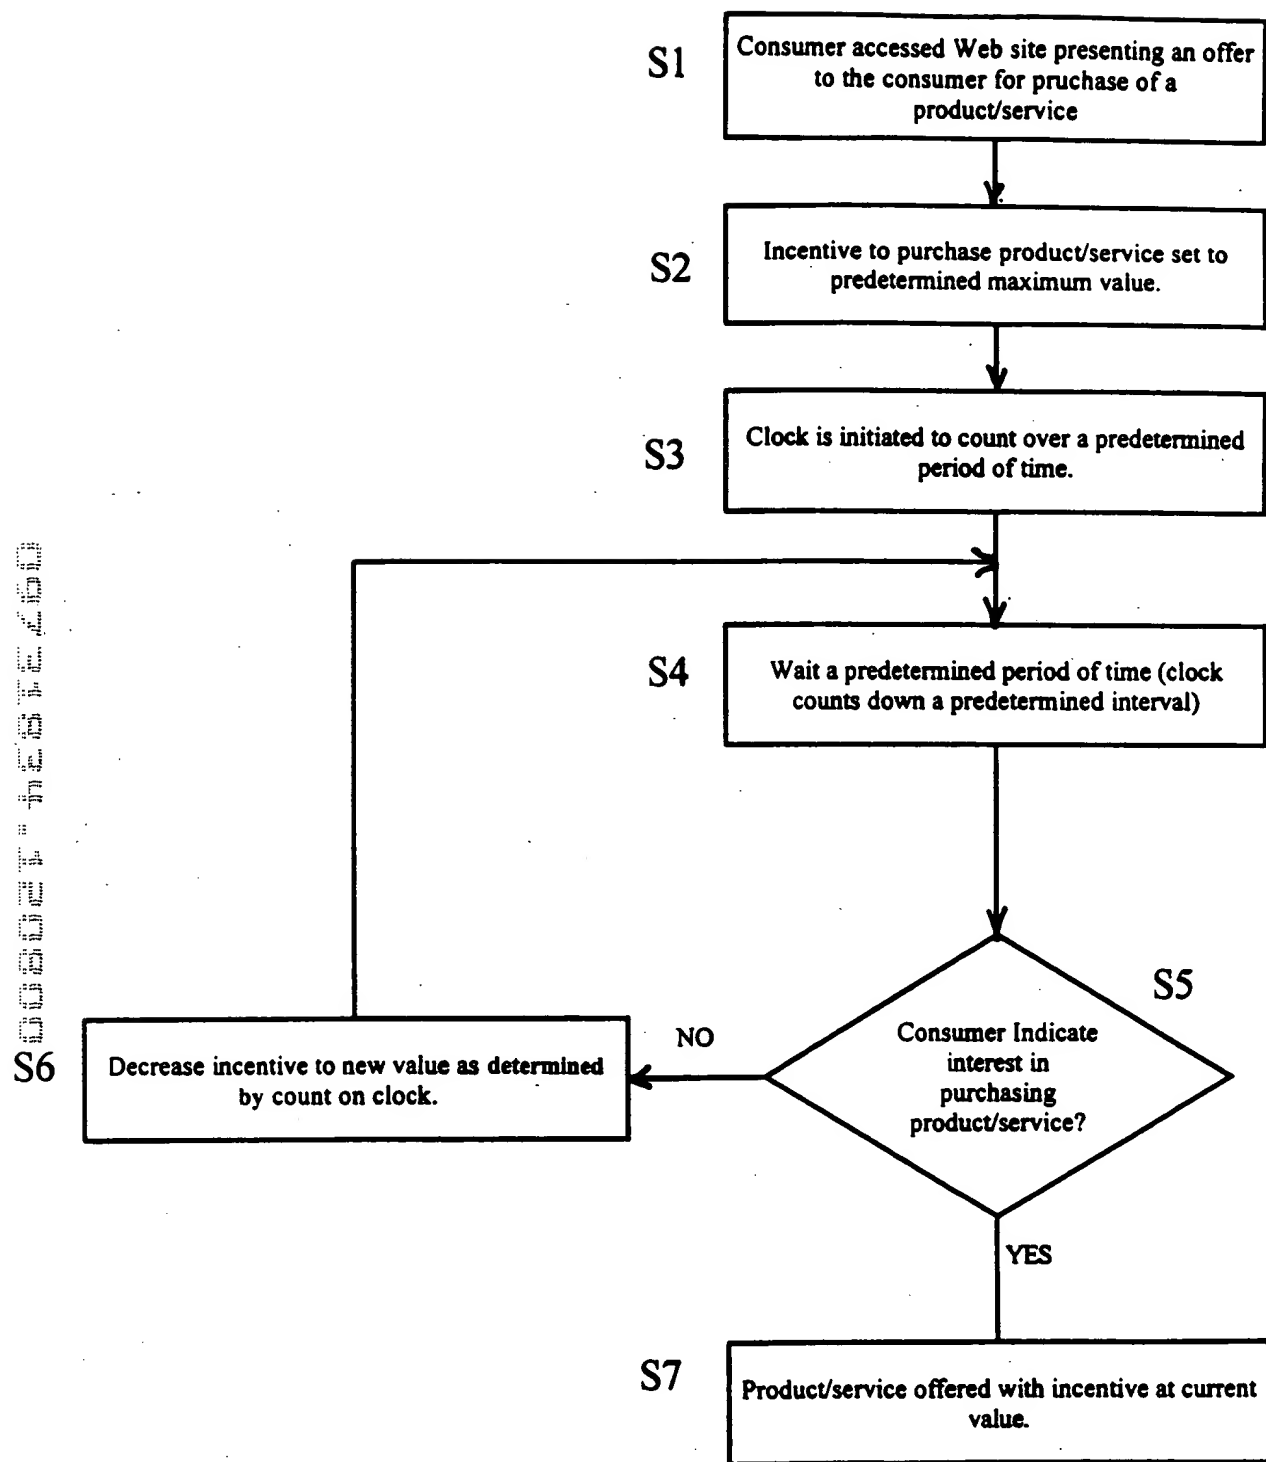 S1
Consumer accessed Web site presenting an offer
to the consumer for pruchase of a
product/service
S2
Incentive to purchase product/service set to
predetermined maximum value.
S3
Clock is initiated to count over a predetermined
period of time.
S4
Wait a predetermined period of time (clock
counts down a predetermined interval)
S5
Consumer Indicate
interest in
purchasing
product/service?
NO
S6
Decrease incentive to new value as determined
by count on clock.
YES
S7
Product/service offered with incentive at current
value.
09731834.120800